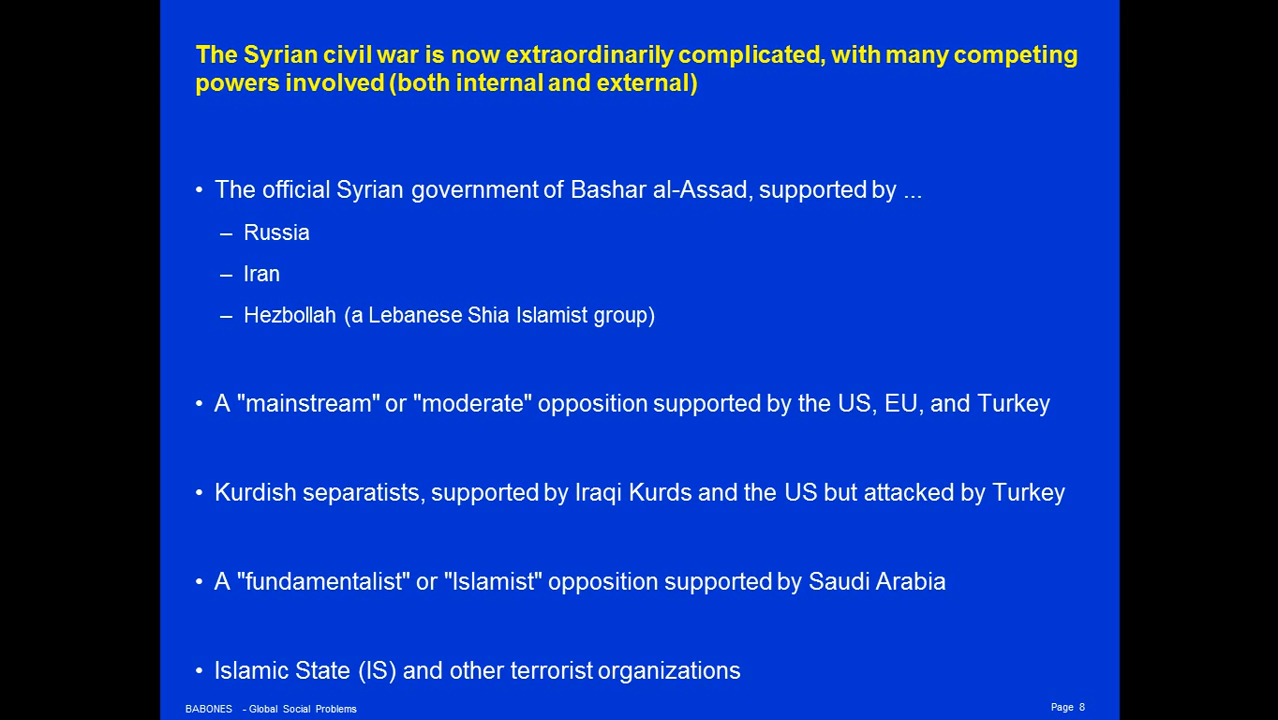 The Syrian civil war is now extraordinarily complicated, with many competing
powers involved (both internal and external)
• The official Syrian government of Bashar al-Assad, supported by ...
– Russia
– Iran
– Hezbollah (a Lebanese Shia Islamist group)
• A "mainstream" or "moderate" opposition supported by the US, EU, and Turkey
• Kurdish separatists, supported by Iraqi Kurds and the US but attacked by Turkey
• A "fundamentalist" or "Islamist" opposition supported by Saudi Arabia
• Islamic State (IS) and other terrorist organizations
BABONES - Global Social Problems
Page 8